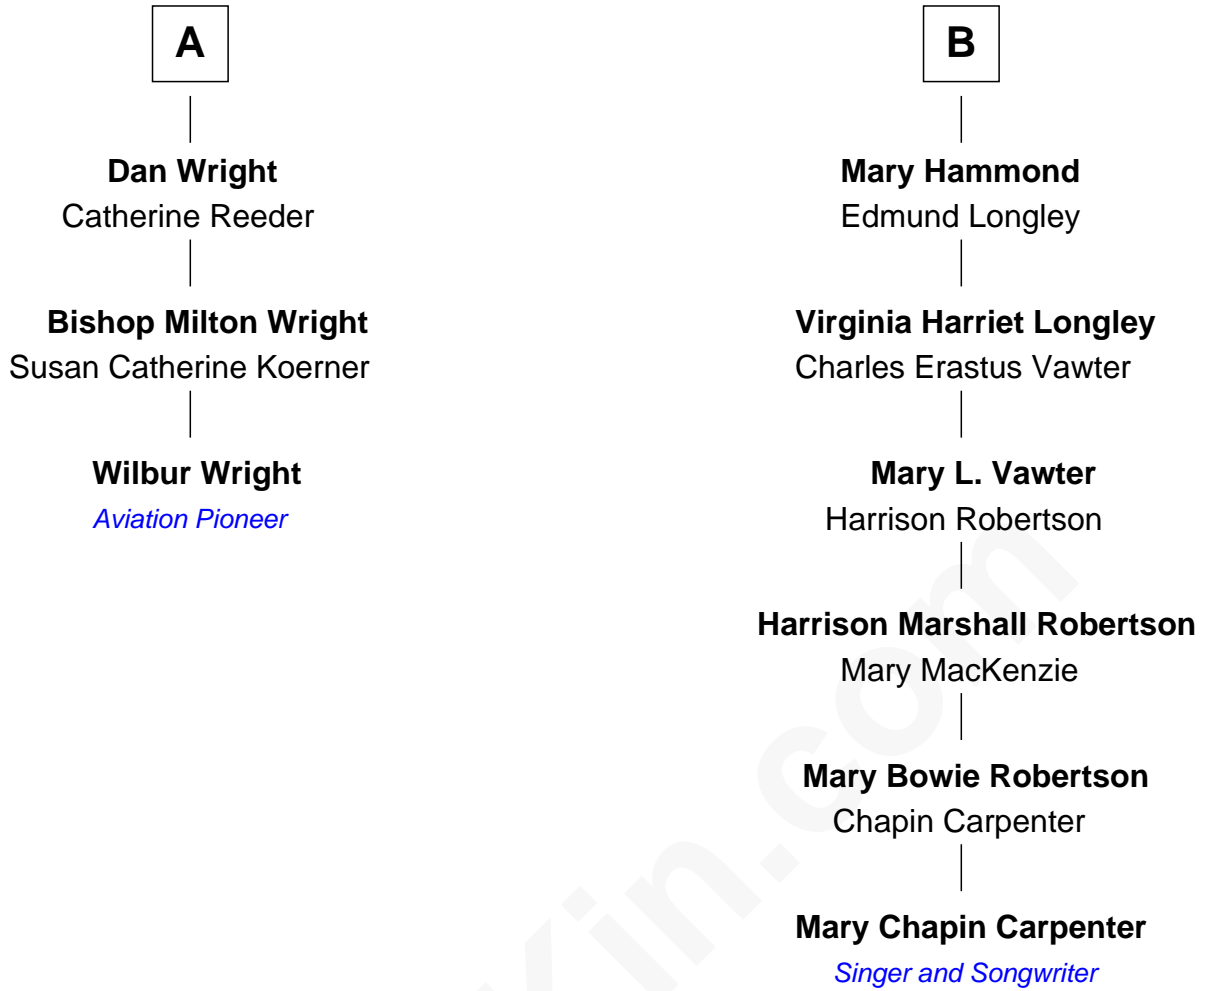 A
Dan Wright
Catherine Reeder
Bishop Milton Wright
Susan Catherine Koerner
Wilbur Wright
Aviation Pioneer
B
Mary Hammond
Edmund Longley
Virginia Harriet Longley
Charles Erastus Vawter
Mary L. Vawter
Harrison Robertson
Harrison Marshall Robertson
Mary MacKenzie
Mary Bowie Robertson
Chapin Carpenter
Mary Chapin Carpenter
Singer and Songwriter
Kin.com